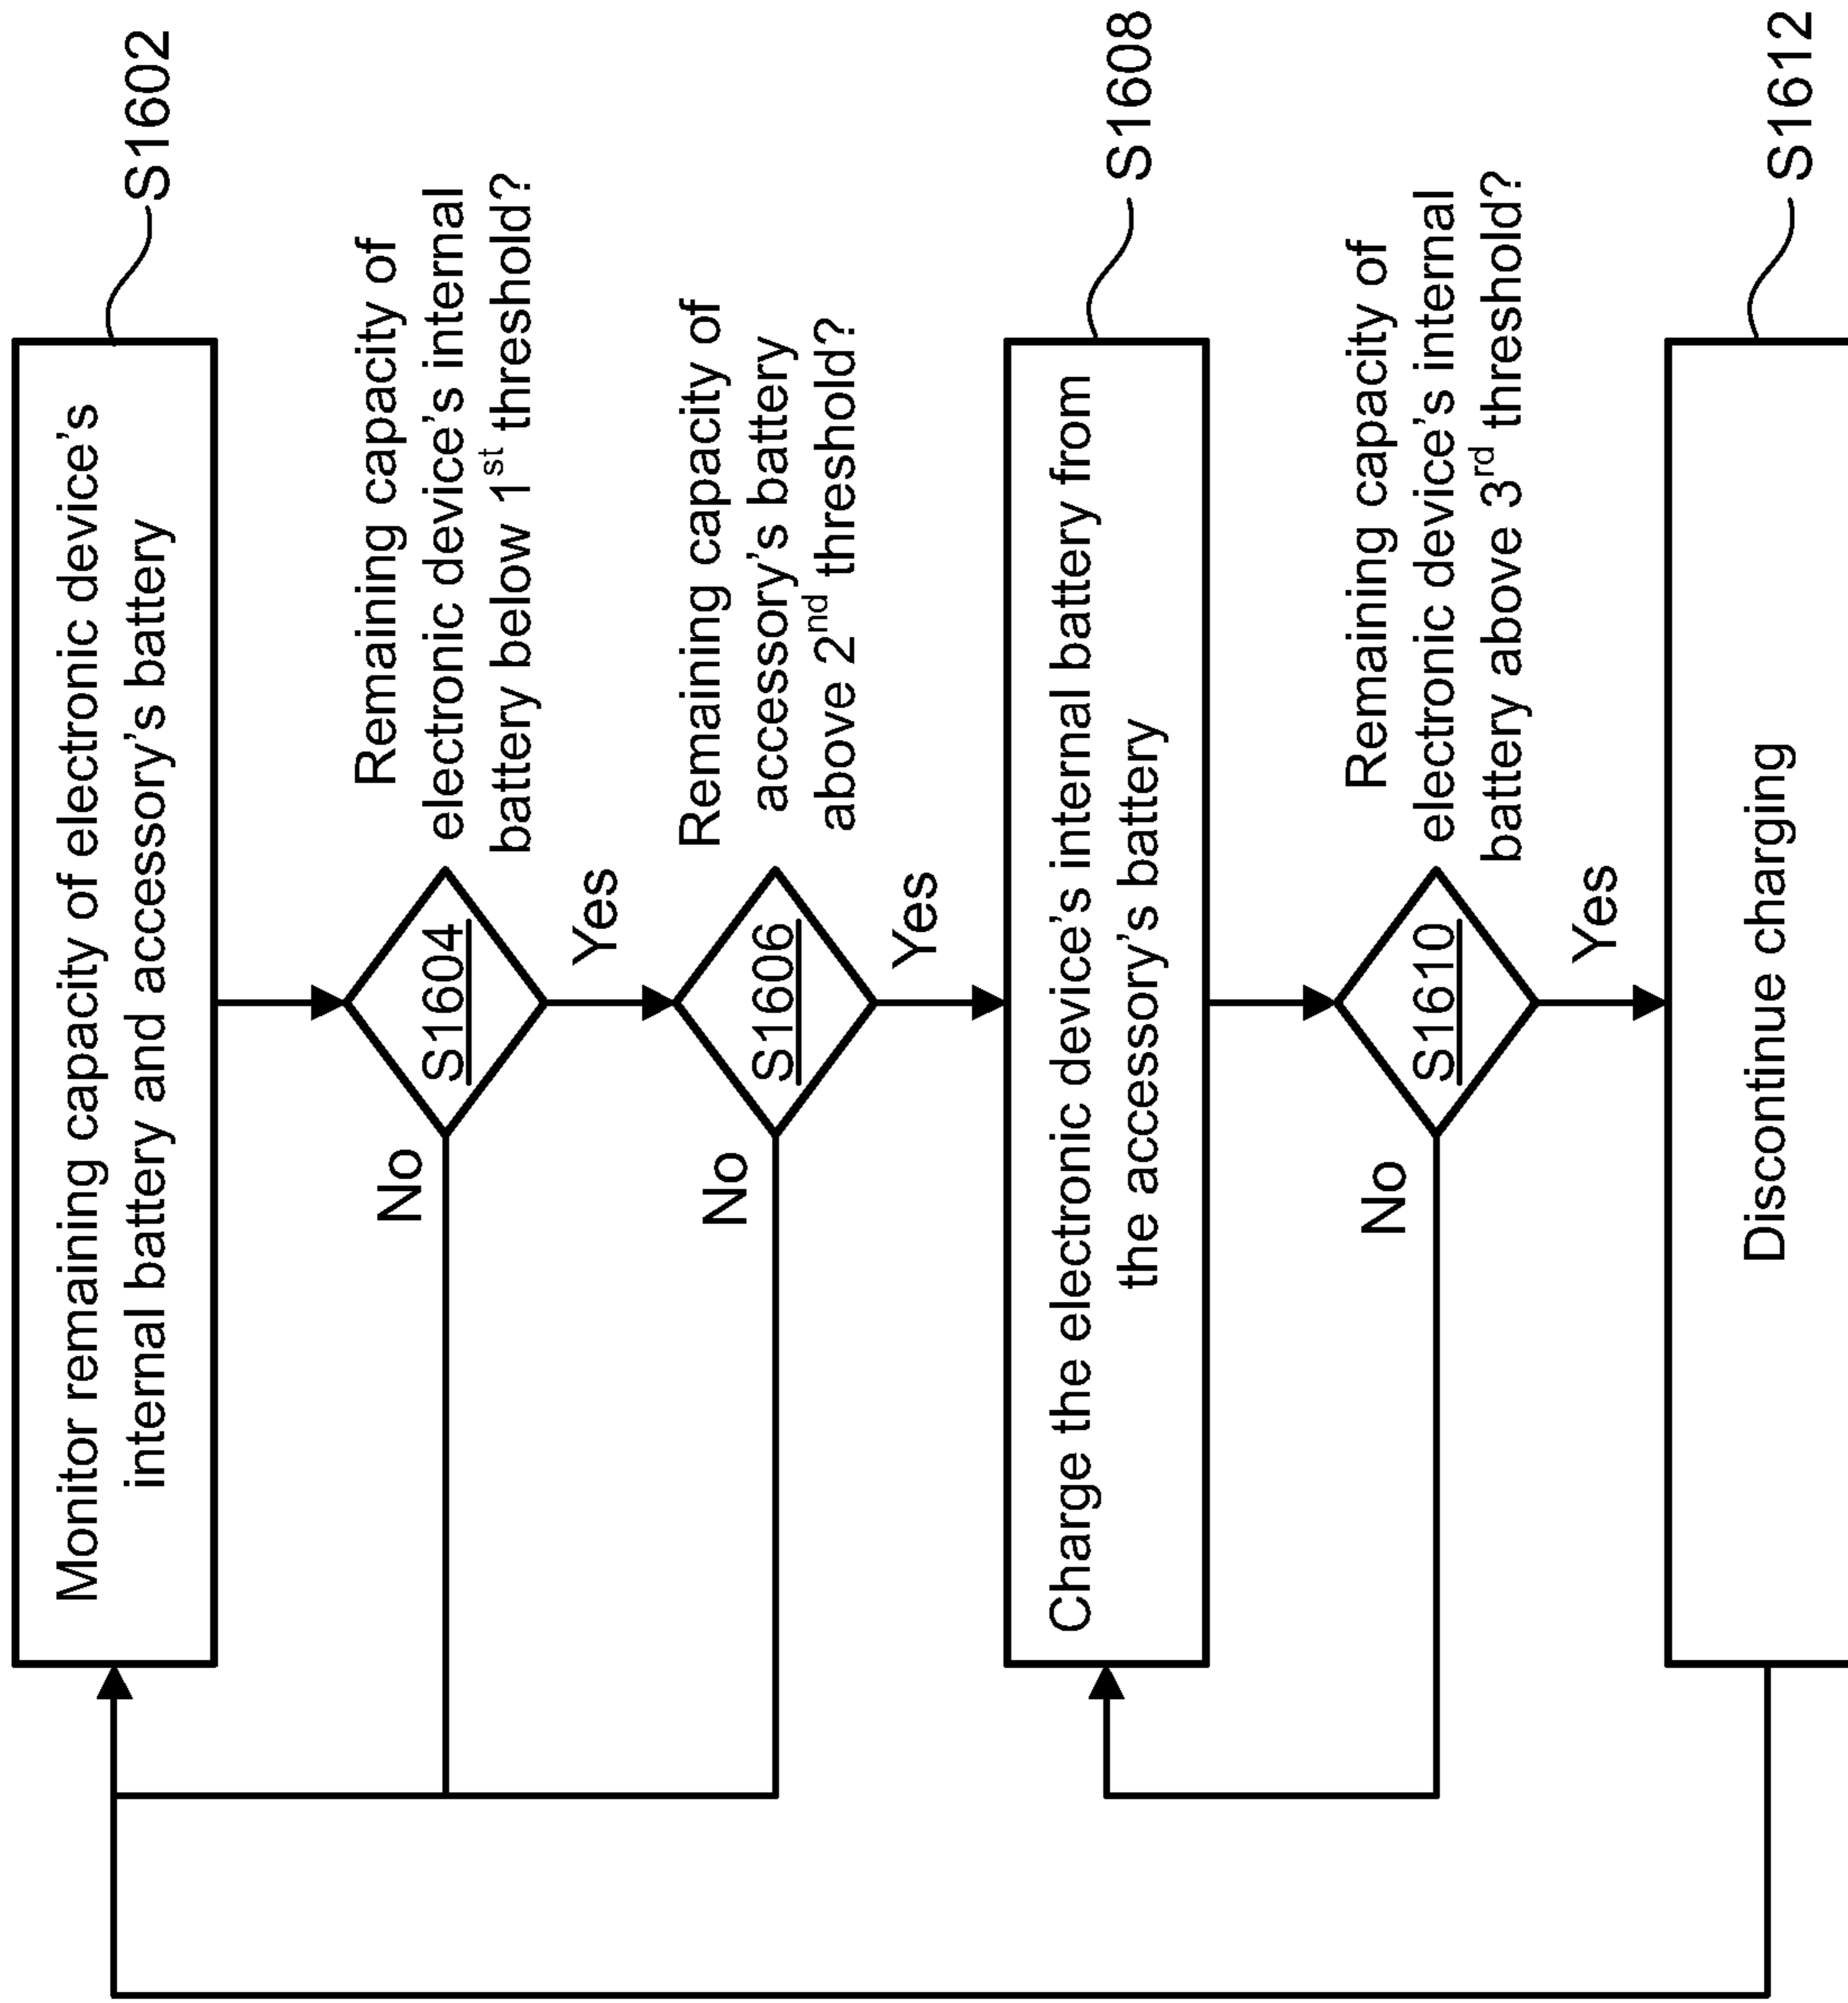 Monitor remaining capacity of electronic device's
internal battery and accessory's battery
S1602
S1604
Remaining capacity of
electronic device's internal
battery below 1st threshold?
No
Yes
S1606
Remaining capacity of
accessory's battery
above 2nd threshold?
No
Yes
Charge the electronic device's internal battery from
the accessory's battery
S1608
S1610
Remaining capacity of
electronic device's internal
battery above 3rd threshold?
No
Yes
Discontinue charging
S1612